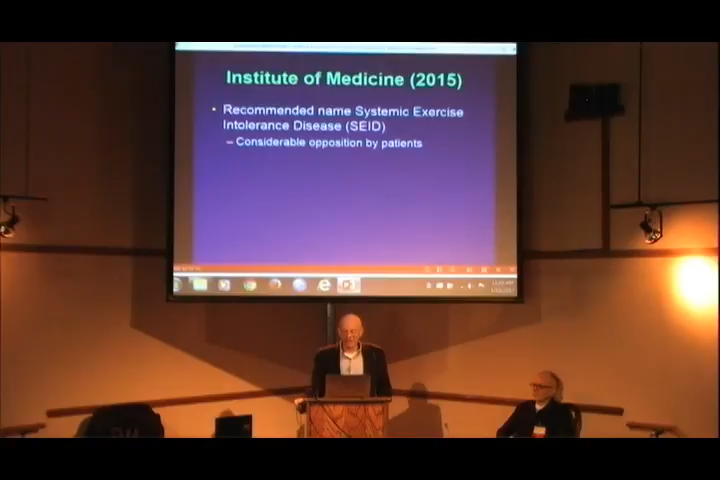 Institute of Medicine (2015)
• Recommended name Systemic Exercise
Intolerance Disease (SEID)
– Considerable opposition by patients